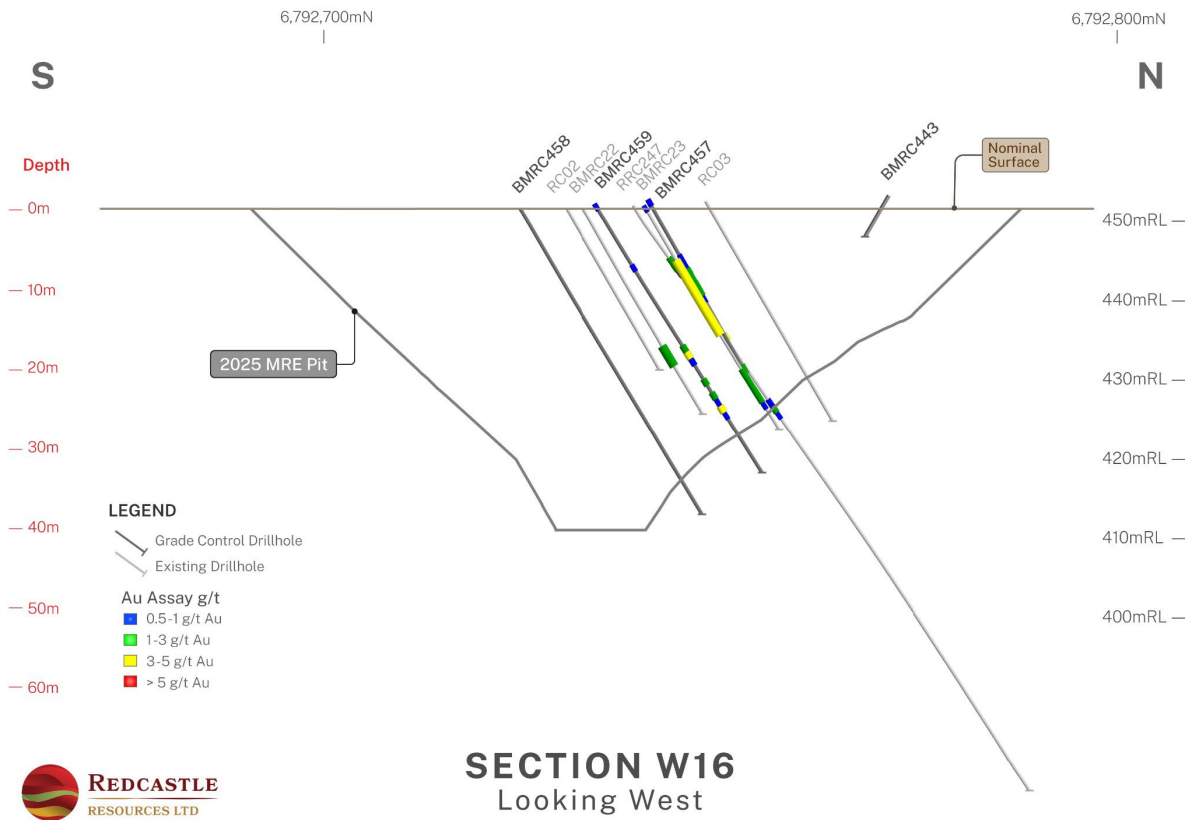 6,792,700mN
6,792,800mN
S
N
Depth
BMRC458
RC02
BMRC22
BMRC459
RRC247
BMRC23
BMRC457
RC03
BMRC443
Nominal
Surface
0m
10m
20m
30m
40m
50m
60m
450mRL
440mRL
430mRL
420mRL
410mRL
400mRL
2025 MRE Pit
LEGEND
Grade Control Drillhole
Existing Drillhole
Au Assay g/t
0.5-1 g/t Au
1-3 g/t Au
3-5 g/t Au
> 5 g/t Au
REDCASTLE
RESOURCES LTD
SECTION W16
Looking West